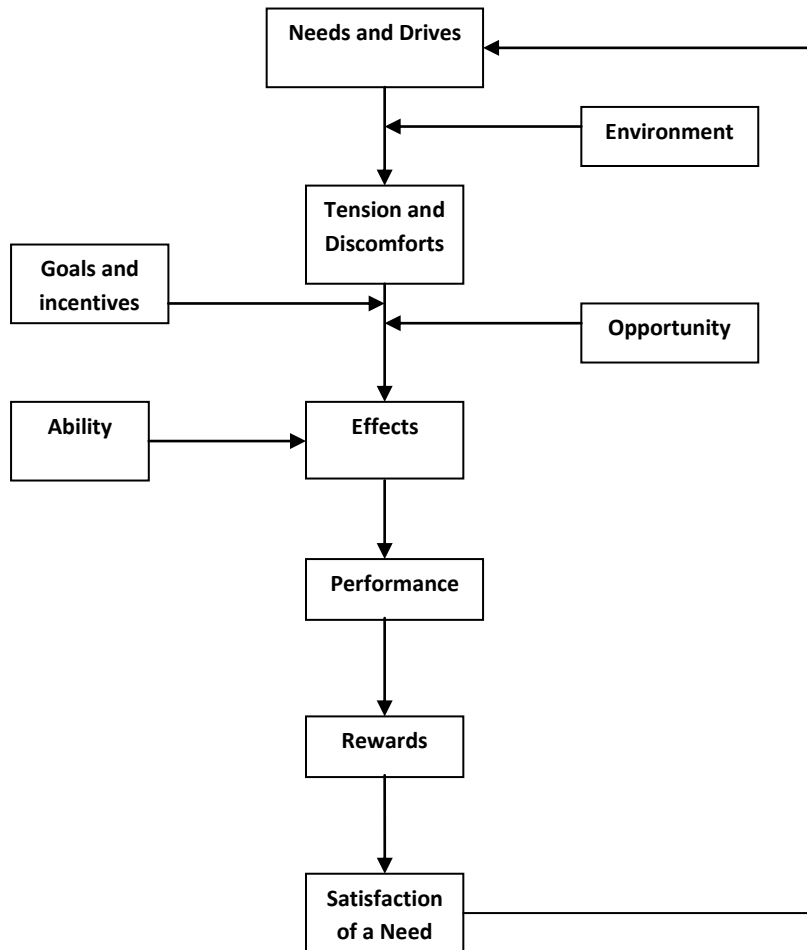 Needs and Drives
Environment
Tension and
Discomforts
Goals and
incentives
Opportunity
Ability
Effects
Performance
Rewards
Satisfaction
of a Need